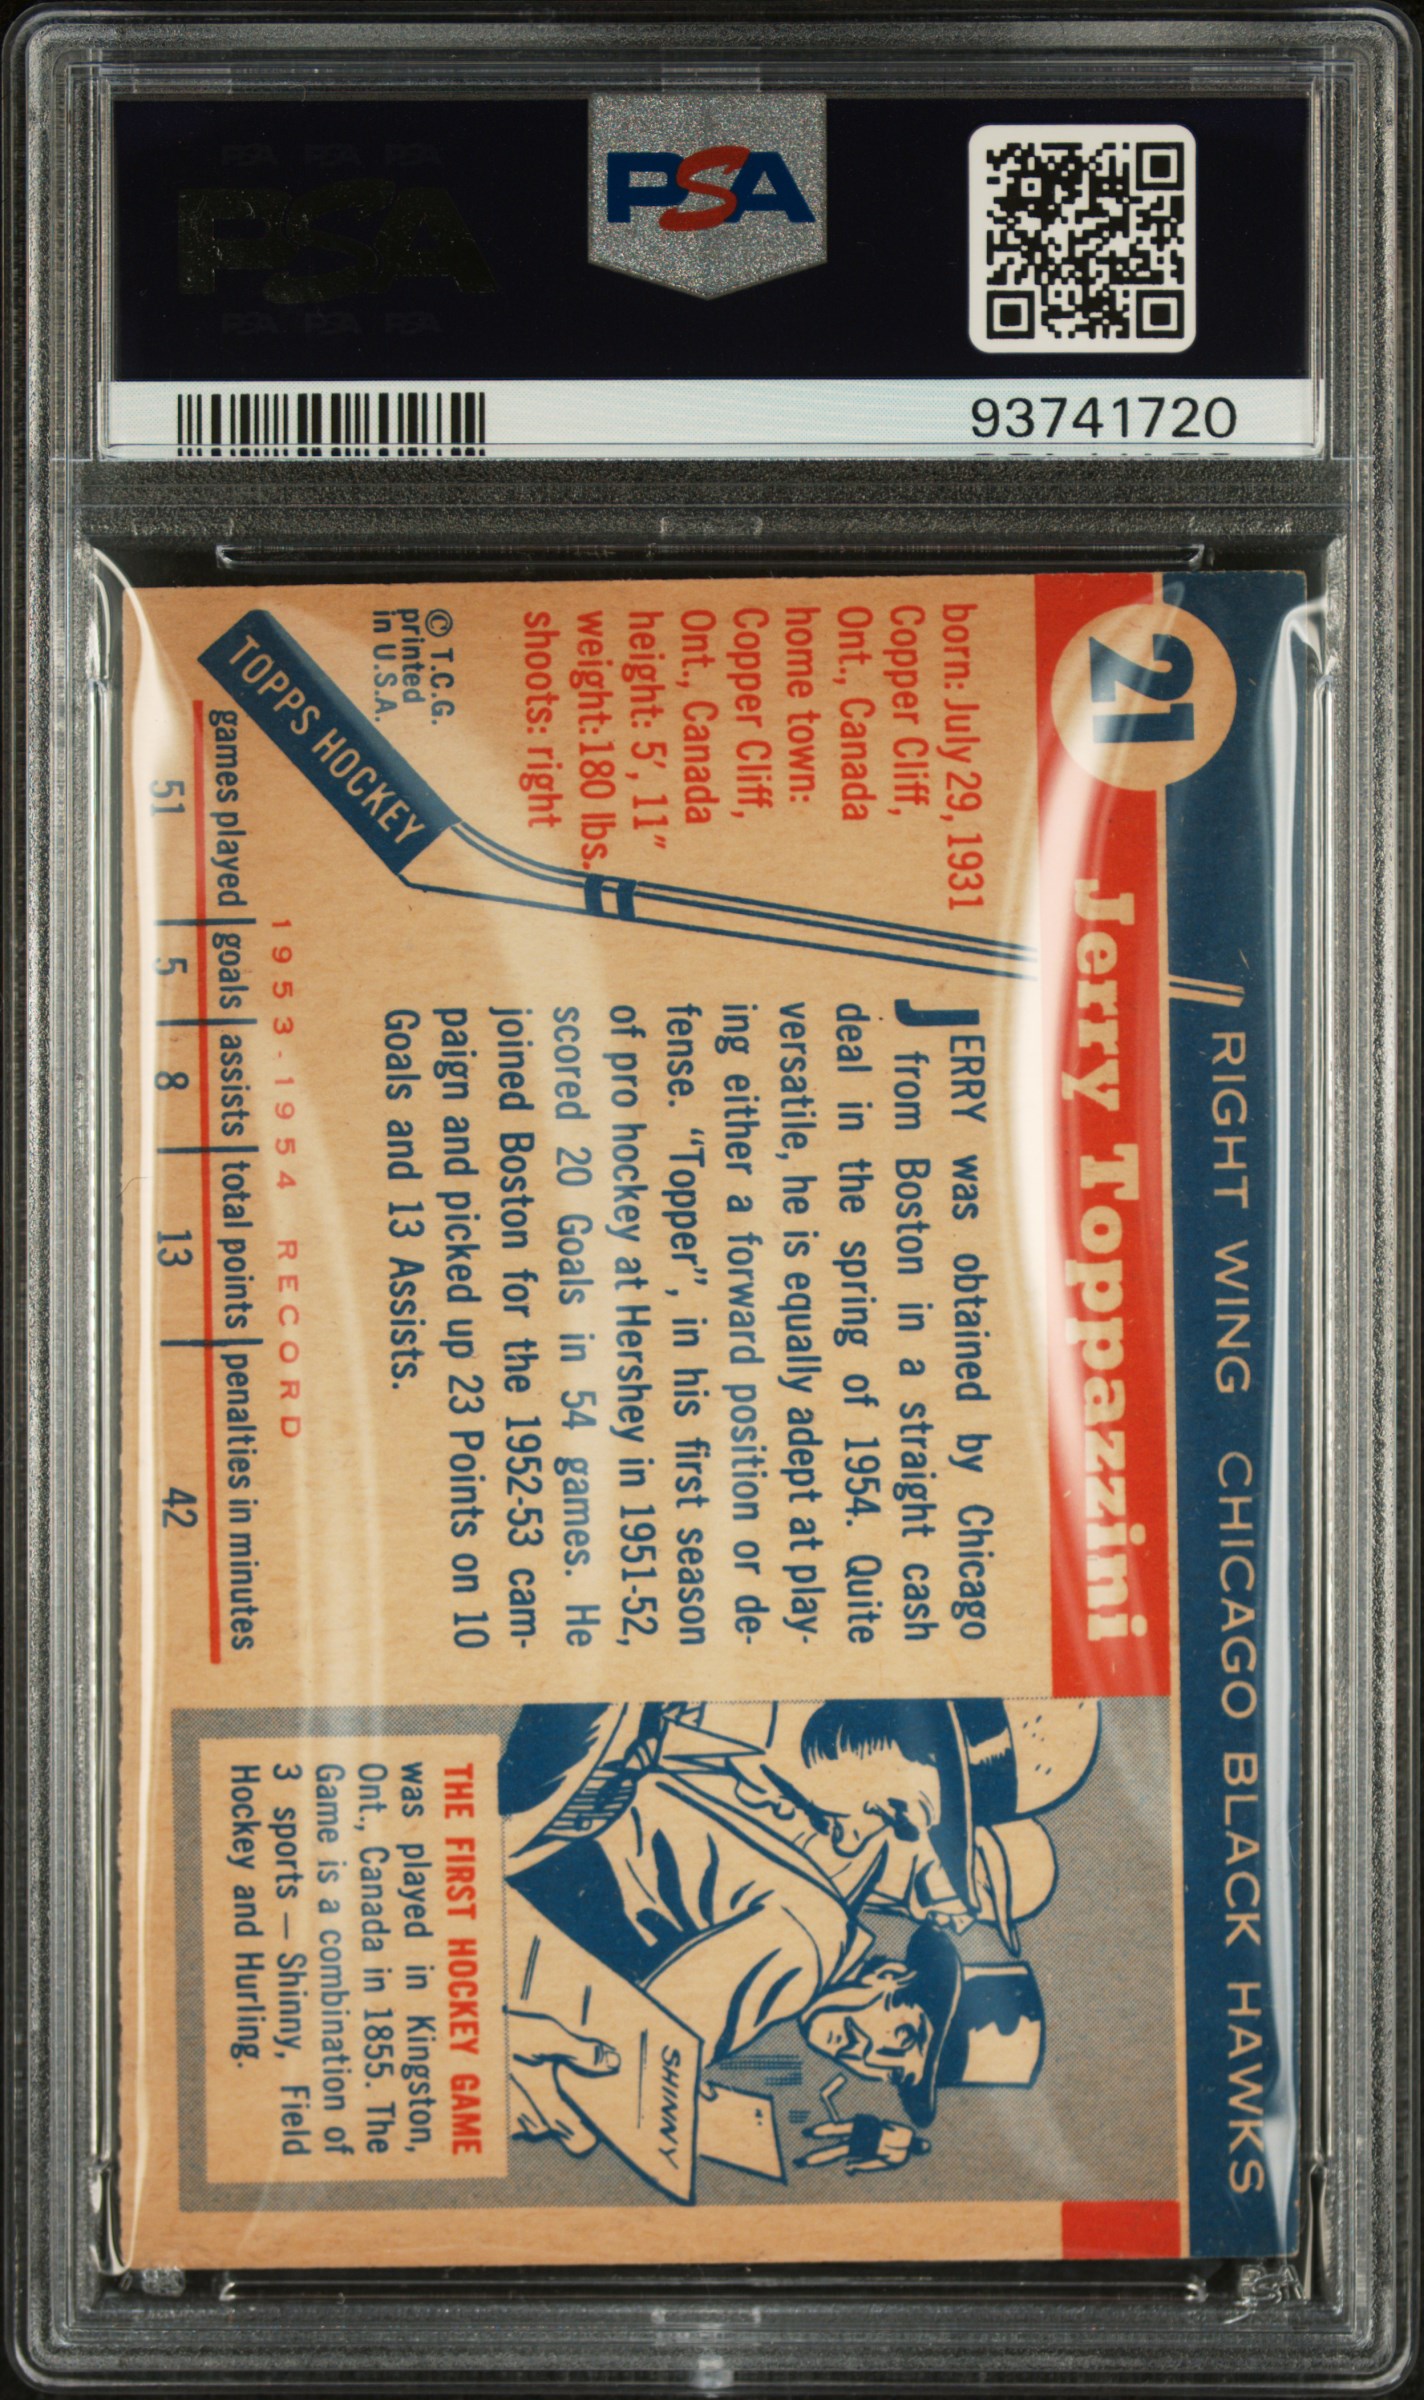 PSA PSA PSA
PSA
PSA PSA PSA
PSA
93741720
21
RIGHT WING CHICAGO BLACK HAWKS
Jerry Toppazzini
born: July 29, 1931
Copper Cliff,
Ont., Canada
home town:
Copper Cliff,
Ont., Canada
height: 5', 11"
weight: 180 lbs.
shoots: right
© T.C.G.
printed
in U.S.A.
TOPPS HOCKEY
JERRY was obtained by Chicago
from Boston in a straight cash
deal in the spring of 1954. Quite
versatile, he is equally adept at play-
ing either a forward position or de-
fense. "Topper", in his first season
of pro hockey at Hershey in 1951-52,
scored 20 Goals in 54 games. He
joined Boston for the 1952-53 cam-
paign and picked up 23 Points on 10
Goals and 13 Assists.
1953-1954 RECORD
games played | goals | assists | total points | penalties in minutes
51 | 5 | 8 | 13 | 42
SHINNY
THE FIRST HOCKEY GAME
was played in Kingston,
Ont., Canada in 1855. The
Game is a combination of
3 sports — Shinny, Field
Hockey and Hurling.